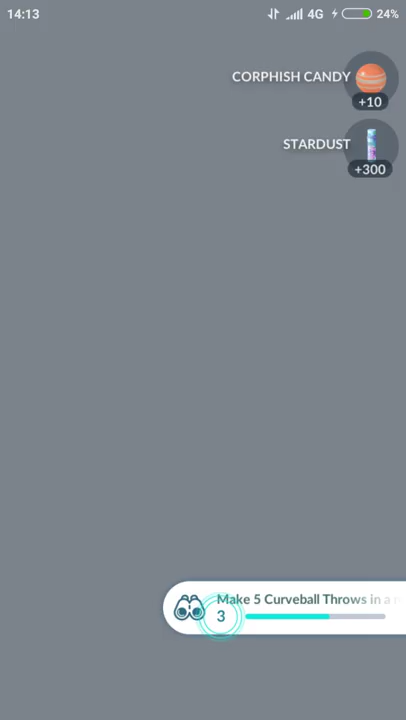 14:13 4G 24%
CORPHISH CANDY
+10
STARDUST
+300
Make 5 Curveball Throws in a
3